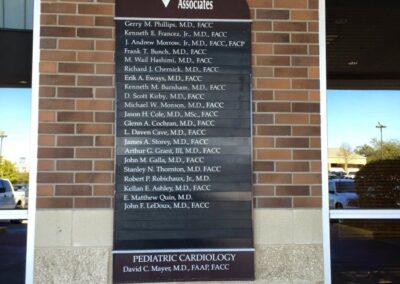 Associates
Gerry M. Phillips, M.D., FACC
Kenneth E. Francez, Jr., M.D., FACC
J. Andrew Morrow, Jr., M.D., FACC, FACP
Frank T. Busch, M.D., FACC
M. Wail Hashimi, M.D., FACC
Richard J. Chernick, M.D., FACC
Erik A. Eways, M.D., FACC
Kenneth M. Burnham, M.D., FACC
D. Scott Kirby, M.D., FACC
Michael W. Monson, M.D., FACC
Jason H. Cole, M.D., MSc., FACC
Glenn A. Cochran, M.D., FACC
L. Daven Cave, M.D., FACC
James A. Storey, M.D., FACC
Arthur G. Grant, III, M.D., FACC
John M. Galla, M.D., FACC
Stanley N. Thornton, M.D. FACC
Robert P. Robichaux, Jr., M.D.
Kellan E. Ashley, M.D., FACC
E. Matthew Quin, M.D.
John F. LeDoux, M.D., FACC
PEDIATRIC CARDIOLOGY
David C. Mayer, M.D., FAAP, FACC